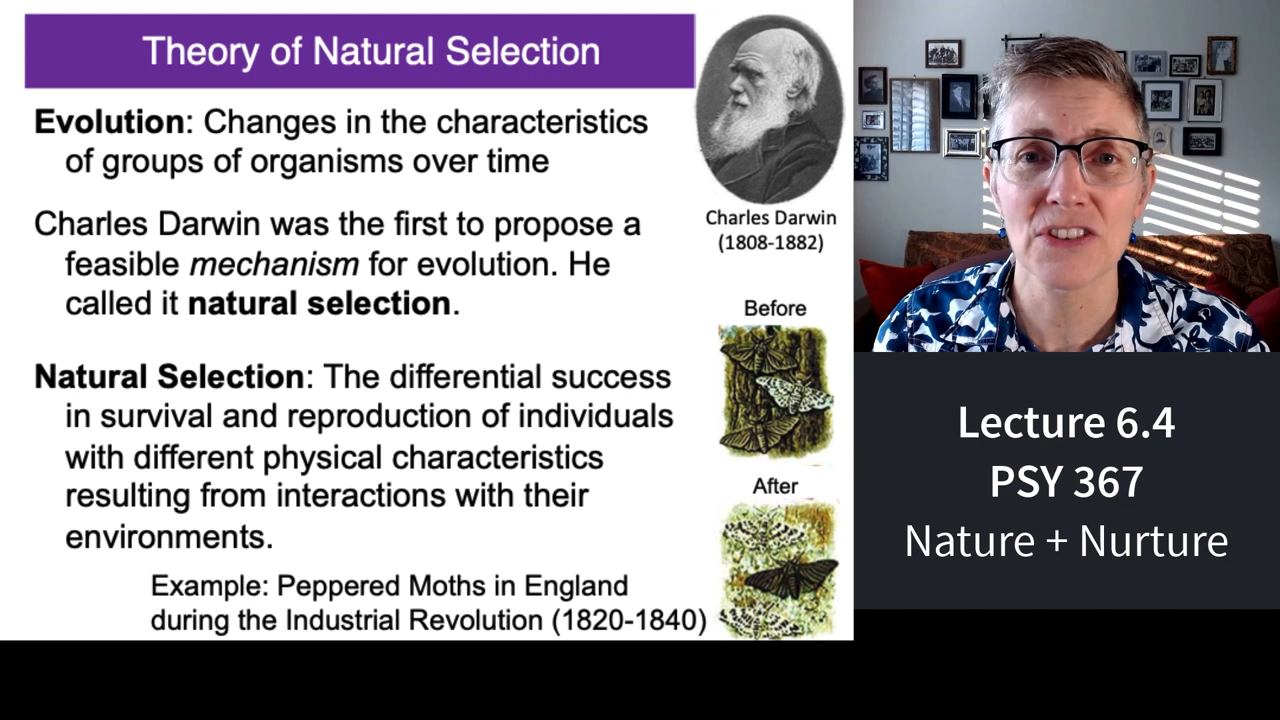 Theory of Natural Selection
Evolution: Changes in the characteristics
of groups of organisms over time
Charles Darwin was the first to propose a
feasible mechanism for evolution. He
called it natural selection.
Natural Selection: The differential success
in survival and reproduction of individuals
with different physical characteristics
resulting from interactions with their
environments.
Example: Peppered Moths in England
during the Industrial Revolution (1820-1840)
Charles Darwin
(1808-1882)
Before
After
Lecture 6.4
PSY 367
Nature + Nurture